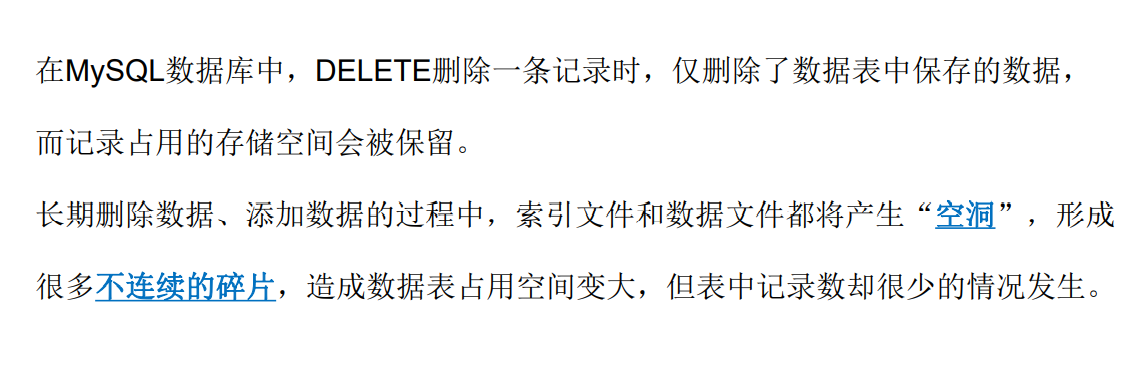 在MySQL数据库中，DELETE删除一条记录时，仅删除了数据表中保存的数据，
而记录占用的存储空间会被保留。
长期删除数据、添加数据的过程中，索引文件和数据文件都将产生“空洞”，形成
很多不连续的碎片，造成数据表占用空间变大，但表中记录数却很少的情况发生。